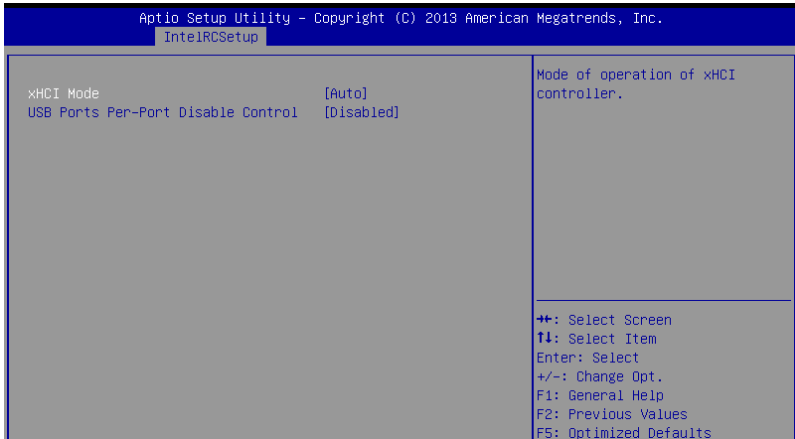 Aptio Setup Utility – Copyright (C) 2013 American Megatrends, Inc.
IntelRCSetup
xHCI Mode [Auto]
USB Ports Per-Port Disable Control [Disabled]
Mode of operation of xHCI
controller.
→←: Select Screen
↑↓: Select Item
Enter: Select
+/-: Change Opt.
F1: General Help
F2: Previous Values
F5: Optimized Defaults